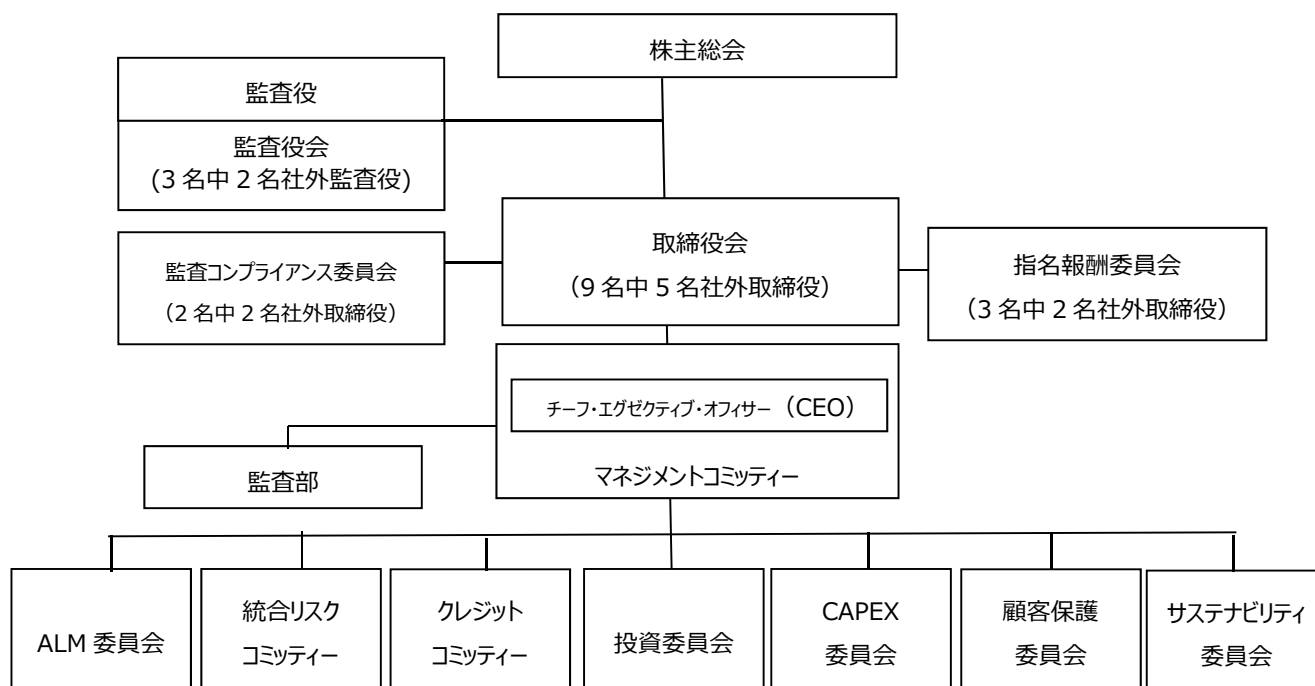 株主総会
監査役
監査役会
(3 名中 2 名社外監査役)
取締役会
（9 名中 5 名社外取締役）
監査コンプライアンス委員会
（2 名中 2 名社外取締役）
指名報酬委員会
（3 名中 2 名社外取締役）
チーフ・エグゼクティブ・オフィサー（CEO）
マネジメントコミッティー
監査部
ALM 委員会
統合リスク
コミッティー
クレジット
コミッティー
投資委員会
CAPEX
委員会
顧客保護
委員会
サステナビリティ
委員会